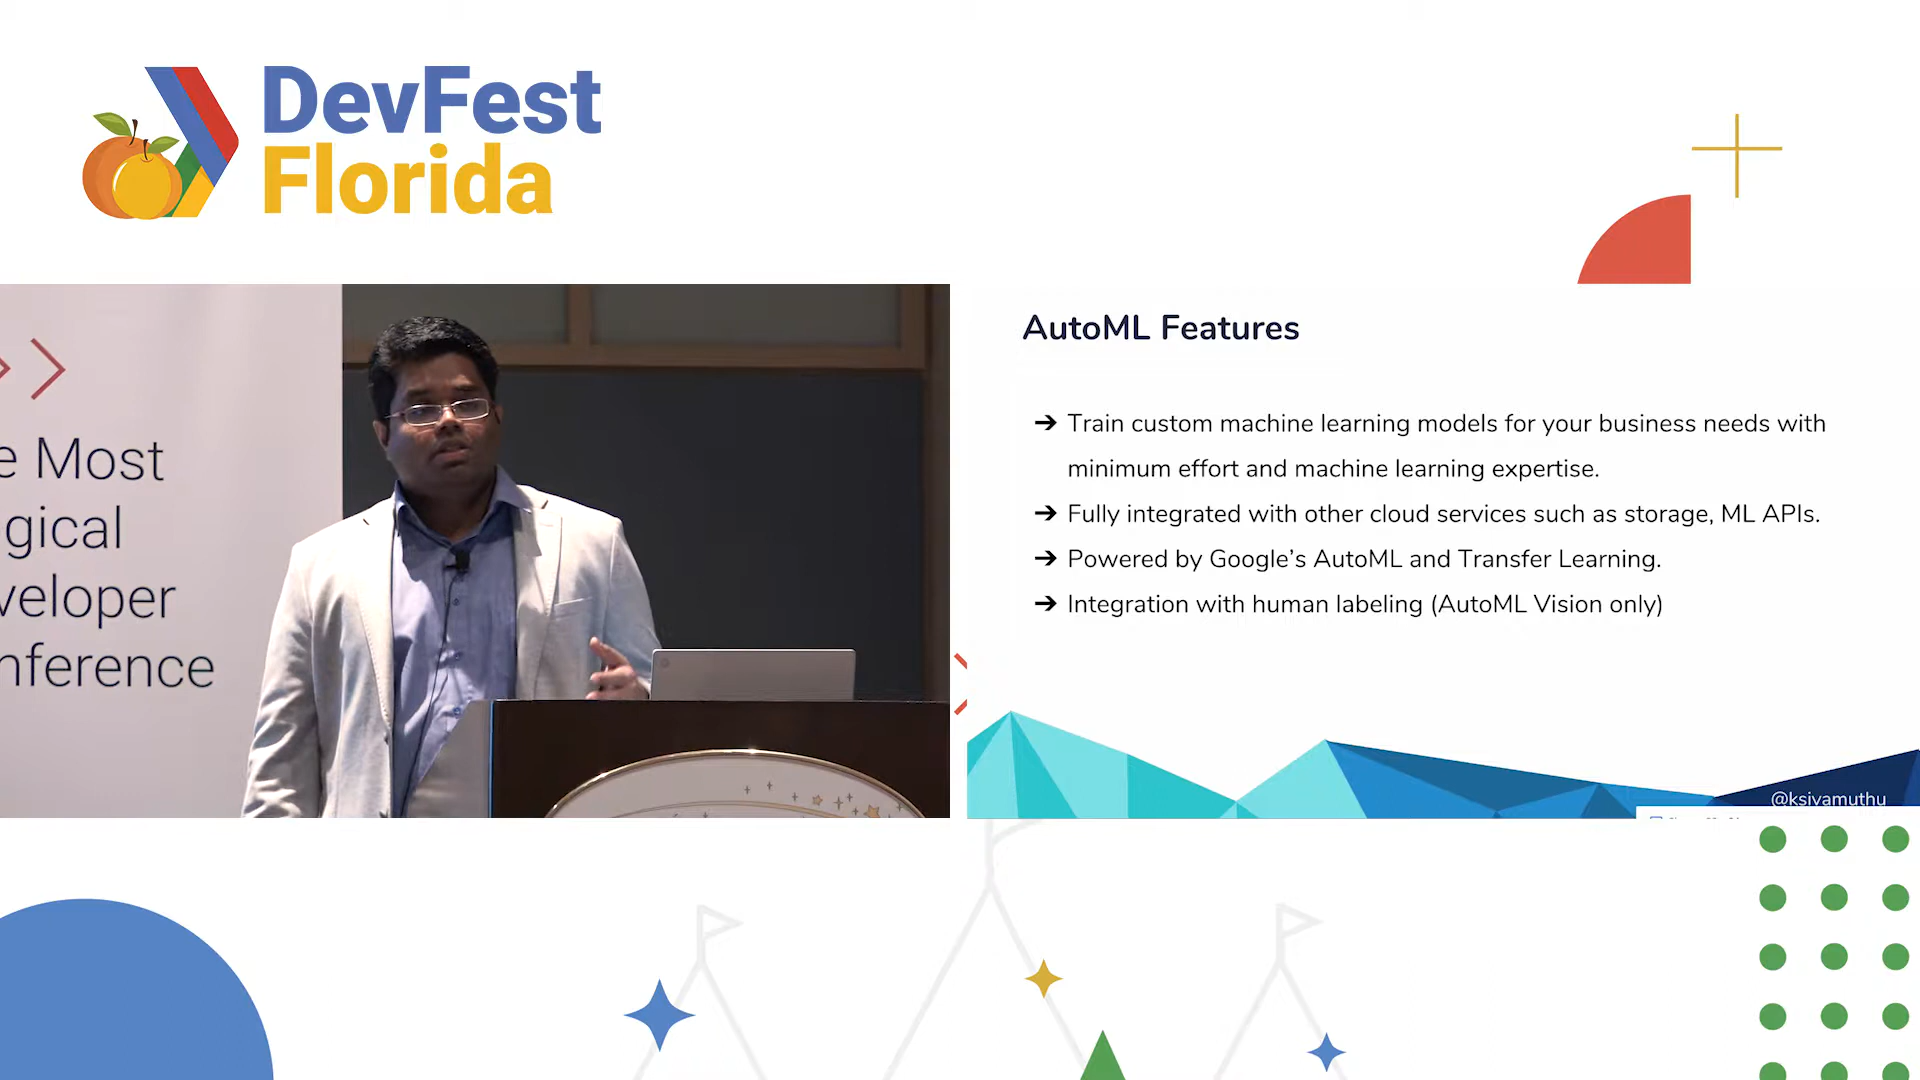 DevFest
Florida
e Most
gical
veloper
nference
AutoML Features
➔ Train custom machine learning models for your business needs with
minimum effort and machine learning expertise.
➔ Fully integrated with other cloud services such as storage, ML APIs.
➔ Powered by Google’s AutoML and Transfer Learning.
➔ Integration with human labeling (AutoML Vision only)
@ksivamuthu